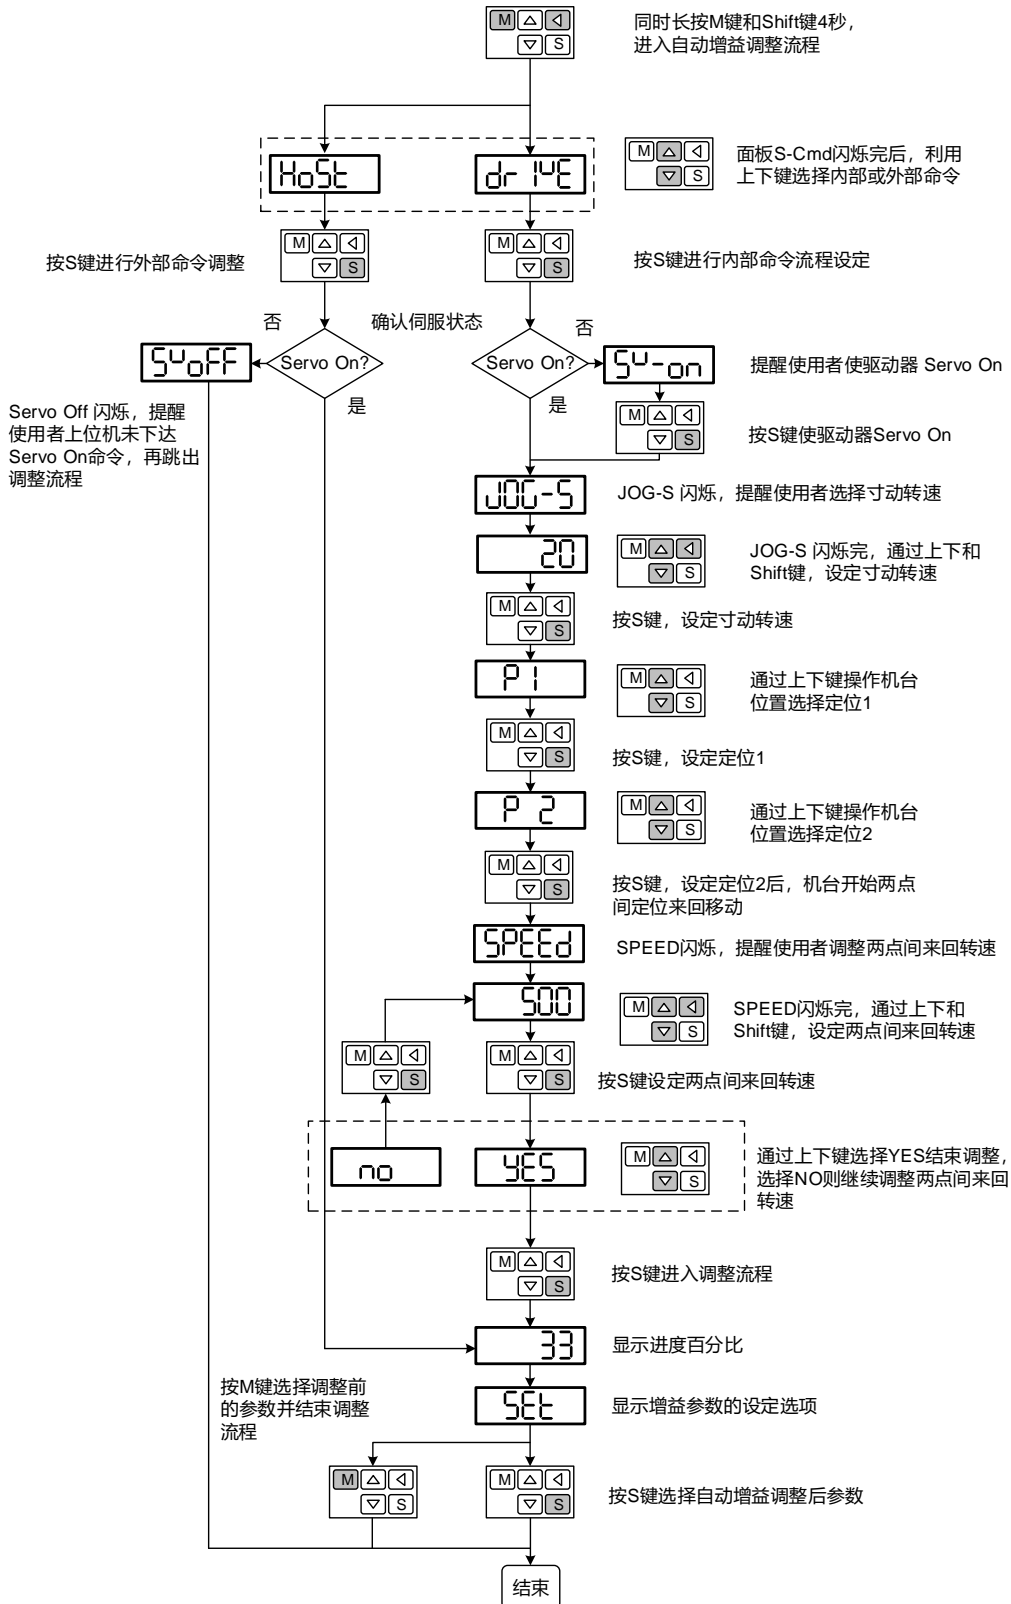 M
S
同时长按M键和Shift键4秒，
进入自动增益调整流程
HoSt
drIvE
M
S
面板S-Cmd闪烁完后，利用
上下键选择内部或外部命令
按S键进行外部命令调整
M
S
M
S
按S键进行内部命令流程设定
否
确认伺服状态
否
SvoFF
Servo On?
Servo On?
Sv-on
提醒使用者使驱动器 Servo On
是
是
Servo Off 闪烁，提醒
使用者上位机未下达
Servo On命令，再跳出
调整流程
M
S
按S键使驱动器Servo On
JOG-S
JOG-S 闪烁，提醒使用者选择寸动转速
20
M
S
JOG-S 闪烁完，通过上下和
Shift键，设定寸动转速
M
S
按S键，设定寸动转速
P1
M
S
通过上下键操作机台
位置选择定位1
M
S
按S键，设定定位1
P 2
M
S
通过上下键操作机台
位置选择定位2
M
S
按S键，设定定位2后，机台开始两点
间定位来回移动
SPEEd
SPEED闪烁，提醒使用者调整两点间来回转速
500
M
S
SPEED闪烁完，通过上下和
Shift键，设定两点间来回转速
M
S
M
S
按S键设定两点间来回转速
no
YES
M
S
通过上下键选择YES结束调整，
选择NO则继续调整两点间来回
转速
M
S
按S键进入调整流程
33
显示进度百分比
按M键选择调整前
的参数并结束调整
流程
SEt
显示增益参数的设定选项
M
S
M
S
按S键选择自动增益调整后参数
结束